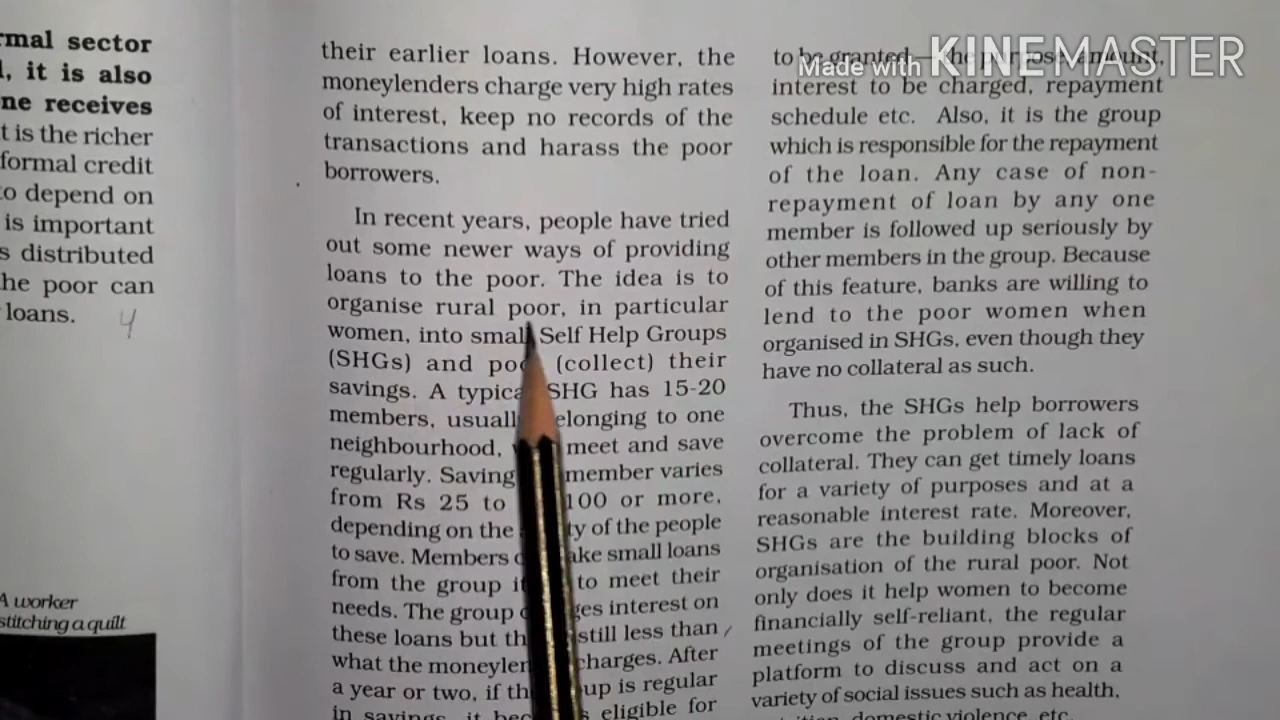 rmal sector
, it is also
ne receives
t is the richer
formal credit
to depend on
is important
s distributed
he poor can
loans. 4
A worker
stitching a quilt
their earlier loans. However, the
moneylenders charge very high rates
of interest, keep no records of the
transactions and harass the poor
borrowers.
In recent years, people have tried
out some newer ways of providing
loans to the poor. The idea is to
organise rural poor, in particular
women, into small Self Help Groups
(SHGs) and (collect) their
savings. A SHG has 15-20
members, to one
neighbourhood, meet and save
regularly. member varies
from Rs 25 to 100 or more,
depending on the of the people
to save. Members small loans
from the group to meet their
needs. The group interest on
these loans but still less than
what the charges. After
a year or two, if is regular
in savings, it eligible for
Made with KINEMASTER
to be granted
interest to be charged, repayment
schedule etc. Also, it is the group
which is responsible for the repayment
of the loan. Any case of non-
repayment of loan by any one
member is followed up seriously by
other members in the group. Because
of this feature, banks are willing to
lend to the poor women when
organised in SHGs, even though they
have no collateral as such.
Thus, the SHGs help borrowers
overcome the problem of lack of
collateral. They can get timely loans
for a variety of purposes and at a
reasonable interest rate. Moreover,
SHGs are the building blocks of
organisation of the rural poor. Not
only does it help women to become
financially self-reliant, the regular
meetings of the group provide a
platform to discuss and act on a
variety of social issues such as health,
domestic violence, etc.